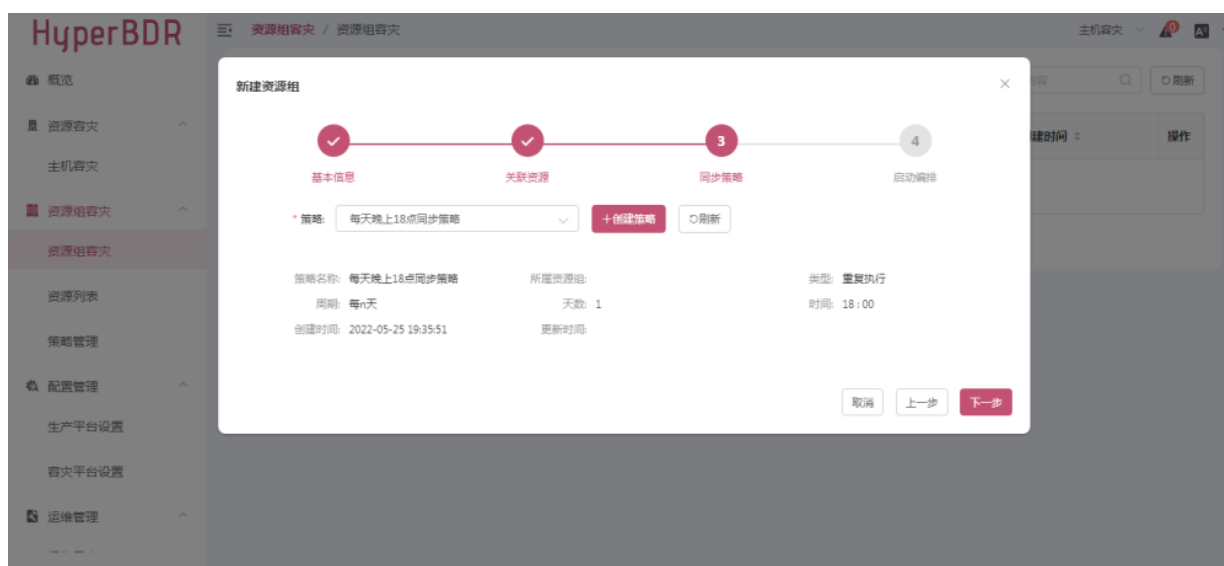 HyperBDR
资源组容灾 / 资源组容灾
主机容灾
概览
资源容灾
主机容灾
资源组容灾
资源组容灾
资源列表
策略管理
配置管理
生产平台设置
容灾平台设置
运维管理
刷新
建时间
操作
新建资源组
3
4
基本信息
关联资源
同步策略
启动编排
* 策略:
每天晚上18点同步策略
+创建策略
刷新
策略名称: 每天晚上18点同步策略
所属资源组:
类型: 重复执行
周期: 每n天
天数: 1
时间: 18:00
创建时间: 2022-05-25 19:35:51
更新时间:
取消
上一步
下一步